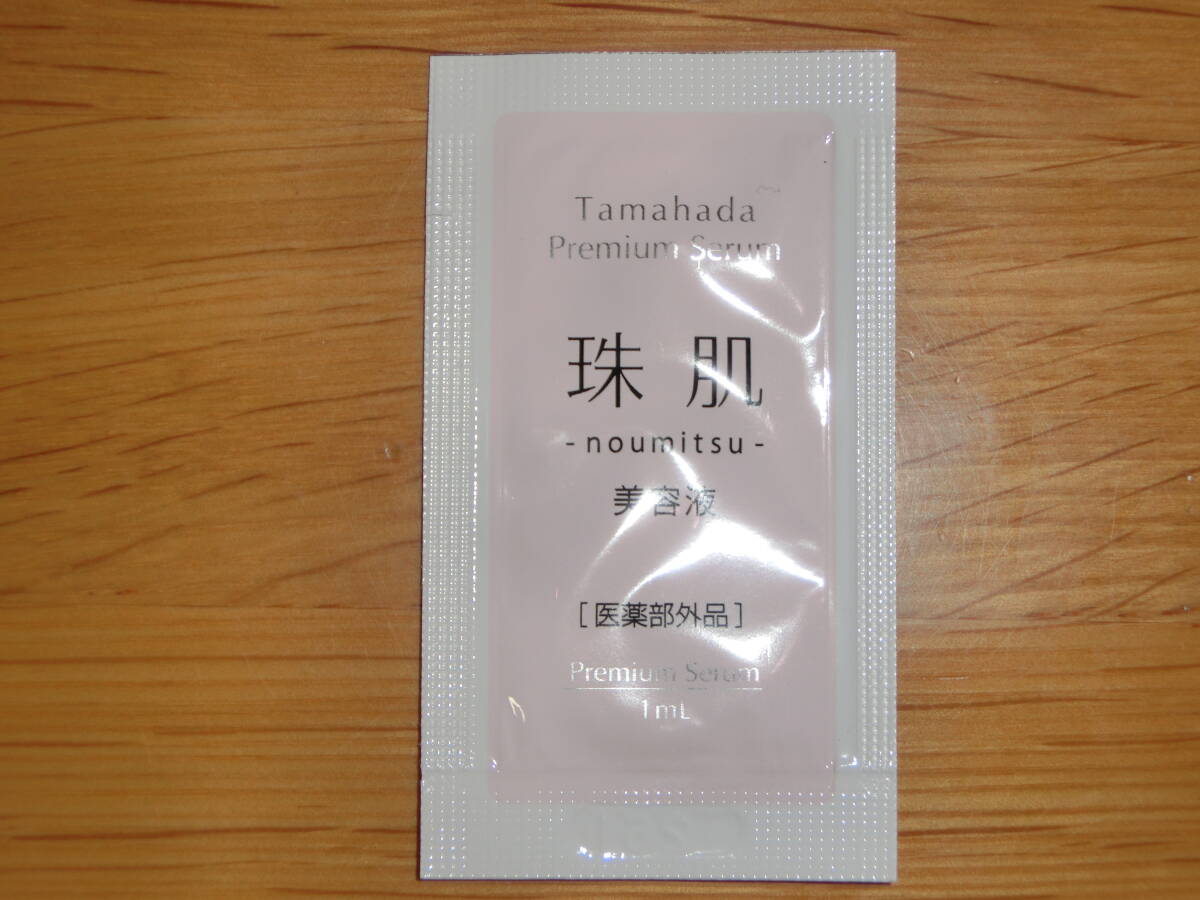 Tamahada
Premium Serum
珠肌
-noumitsu-
美容液
[医薬部外品]
Premium Serum
1mL